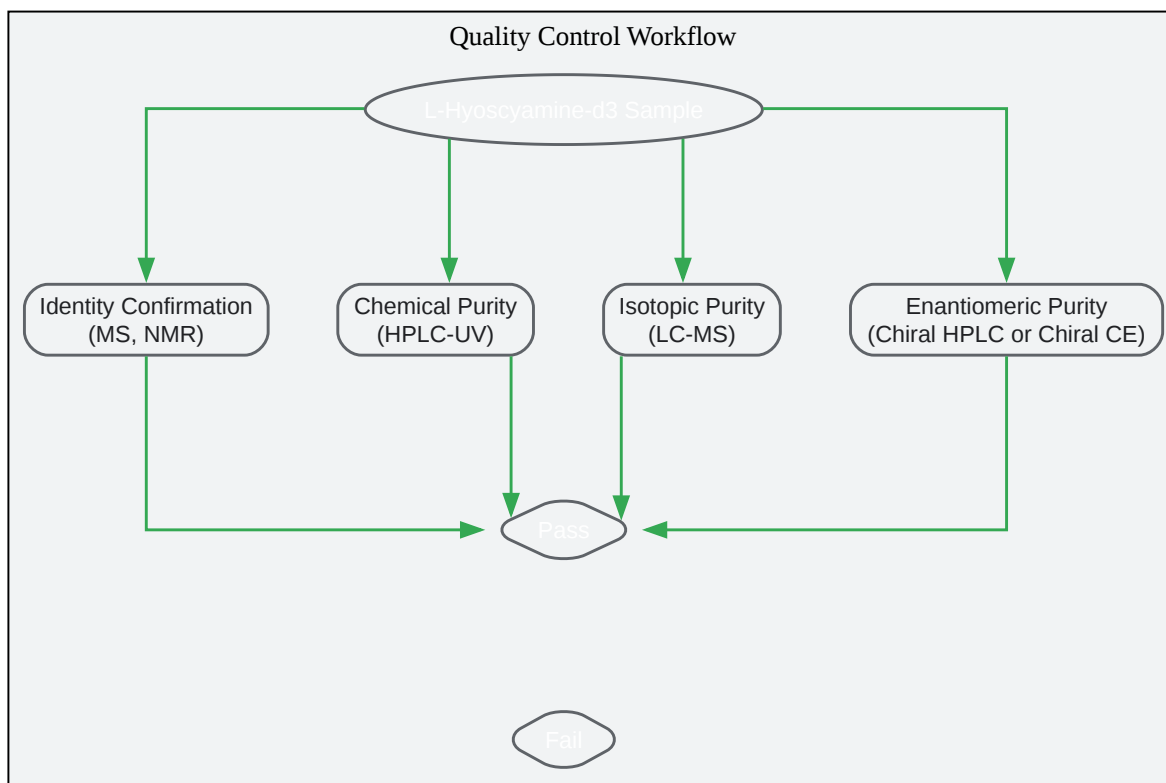 Quality Control Workflow
L-Hyoscyamine-d3 Sample
Identity Confirmation
(MS, NMR)
Chemical Purity
(HPLC-UV)
Isotopic Purity
(LC-MS)
Enantiomeric Purity
(Chiral HPLC or Chiral CE)
Pass
Fail